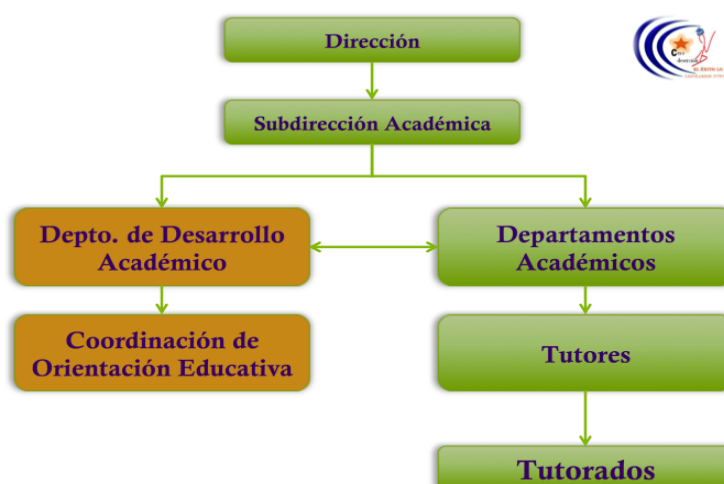 Dirección
Subdirección Académica
Depto. de Desarrollo
Académico
Departamentos
Académicos
Coordinación de
Orientación Educativa
Tutores
Tutorados